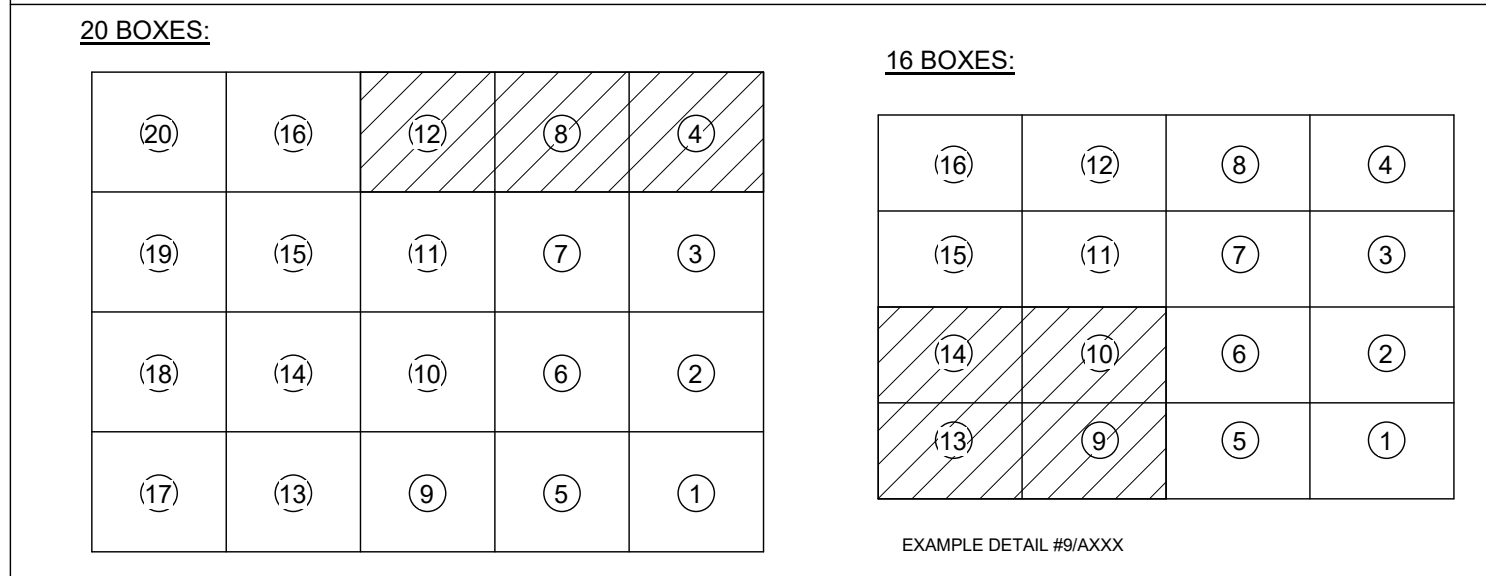 20 BOXES:
20 16 12 8 4
19 15 11 7 3
18 14 10 6 2
17 13 9 5 1
16 BOXES:
16 12 8 4
15 11 7 3
14 10 6 2
13 9 5 1
EXAMPLE DETAIL #9/AXXX